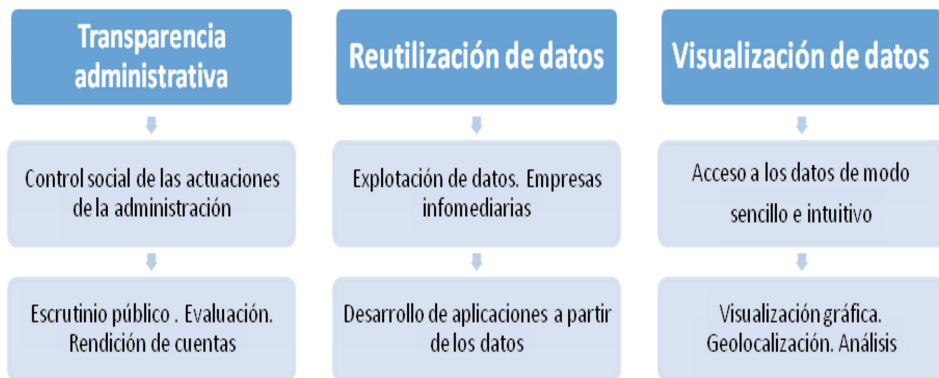 Transparencia
administrativa
Control social de las actuaciones
de la administración
Escrutinio público . Evaluación.
Rendición de cuentas
Reutilización de datos
Explotación de datos. Empresas
infomediarias
Desarrollo de aplicaciones a partir
de los datos
Visualización de datos
Acceso a los datos de modo
sencillo e intuitivo
Visualización gráfica.
Geolocalización. Análisis